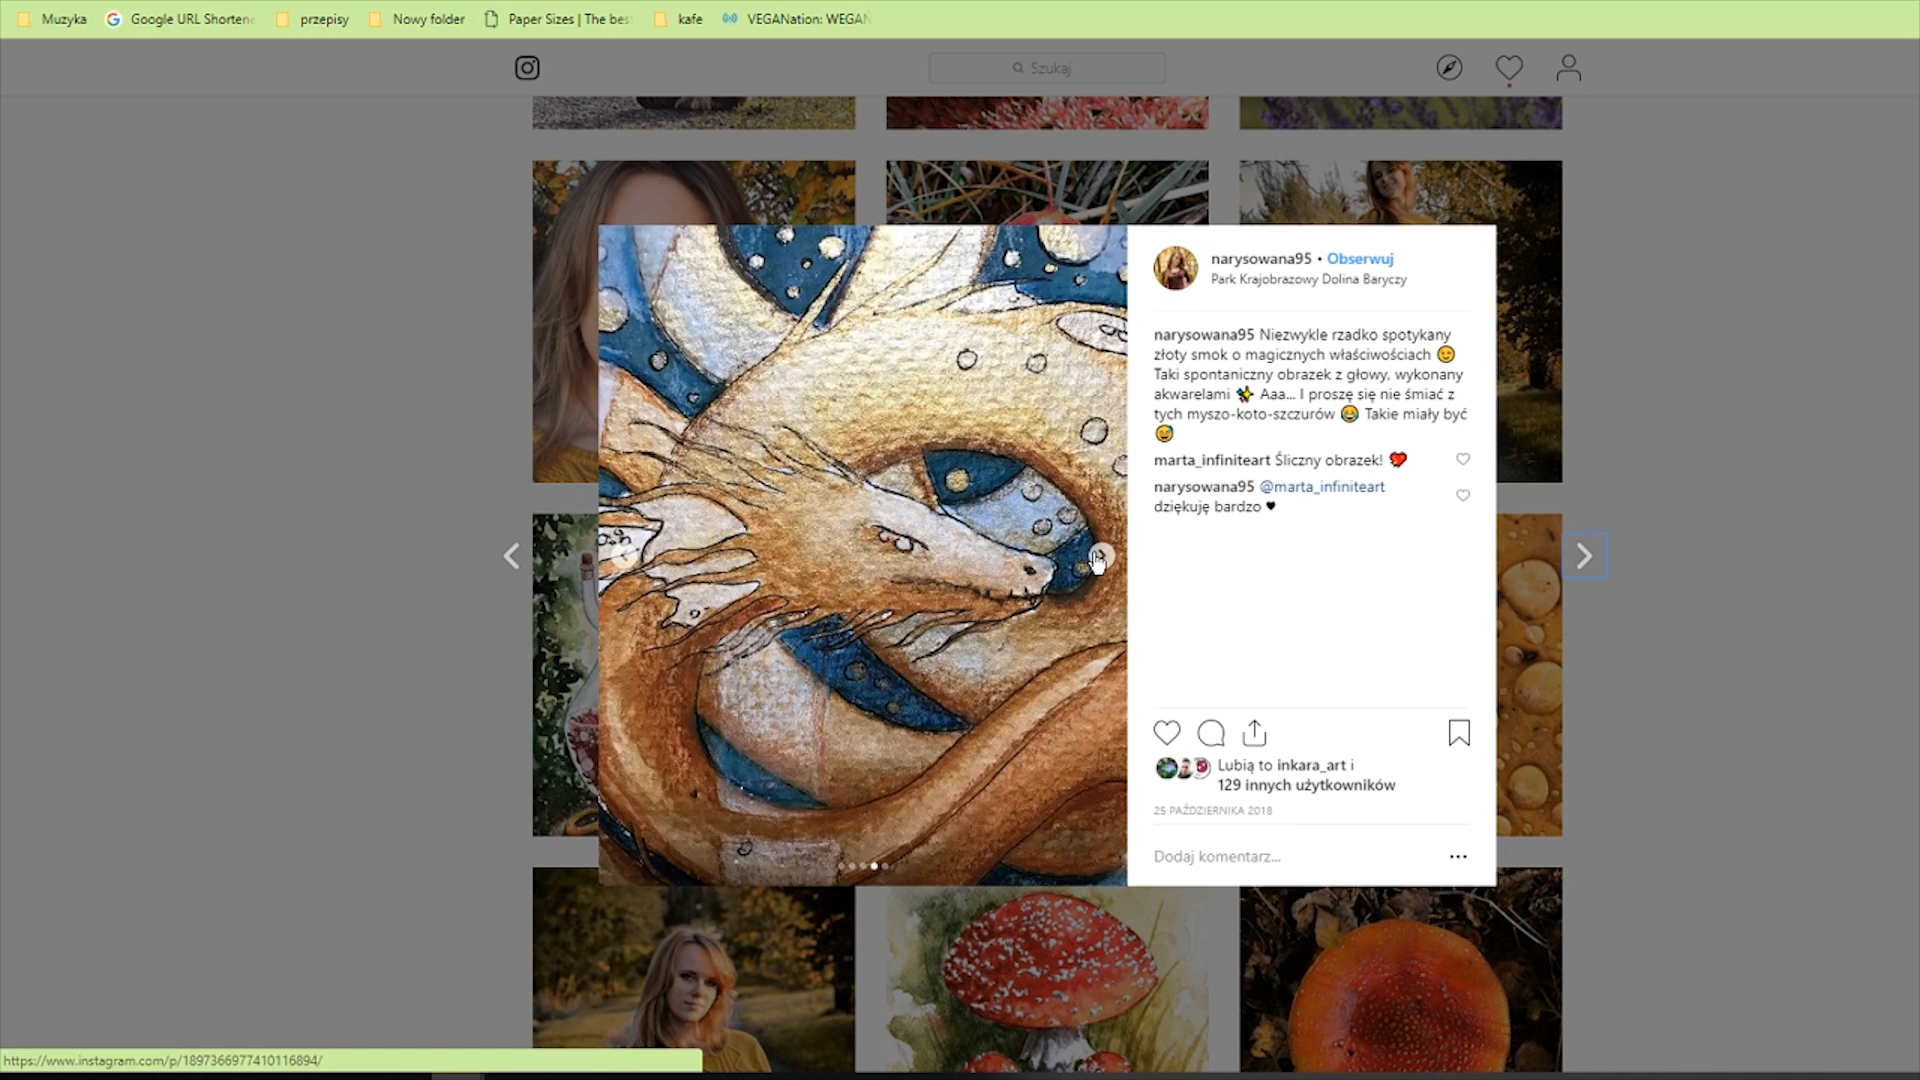 Muzyka
Google URL Shortene
przepisy
Nowy folder
Paper Sizes | The bes
kafe
VEGANation: WEGAŃ
Szukaj
narysowana95 • Obserwuj
Park Krajobrazowy Dolina Baryczy
narysowana95 Niezwykle rzadko spotykany
złoty smok o magicznych właściwościach 😉
Taki spontaniczny obrazek z głowy, wykonany
akwarelami ✨ Aaa... I proszę się nie śmiać z
tych myszo-koto-szczurów 😂 Takie miały być
😅
marta_infiniteart Śliczny obrazek! 💖
narysowana95 @marta_infiniteart
dziękuję bardzo ♥
Lubią to inkara_art i
129 innych użytkowników
25 PAŹDZIERNIKA 2018
Dodaj komentarz...
https://www.instagram.com/p/1897366977410116894/